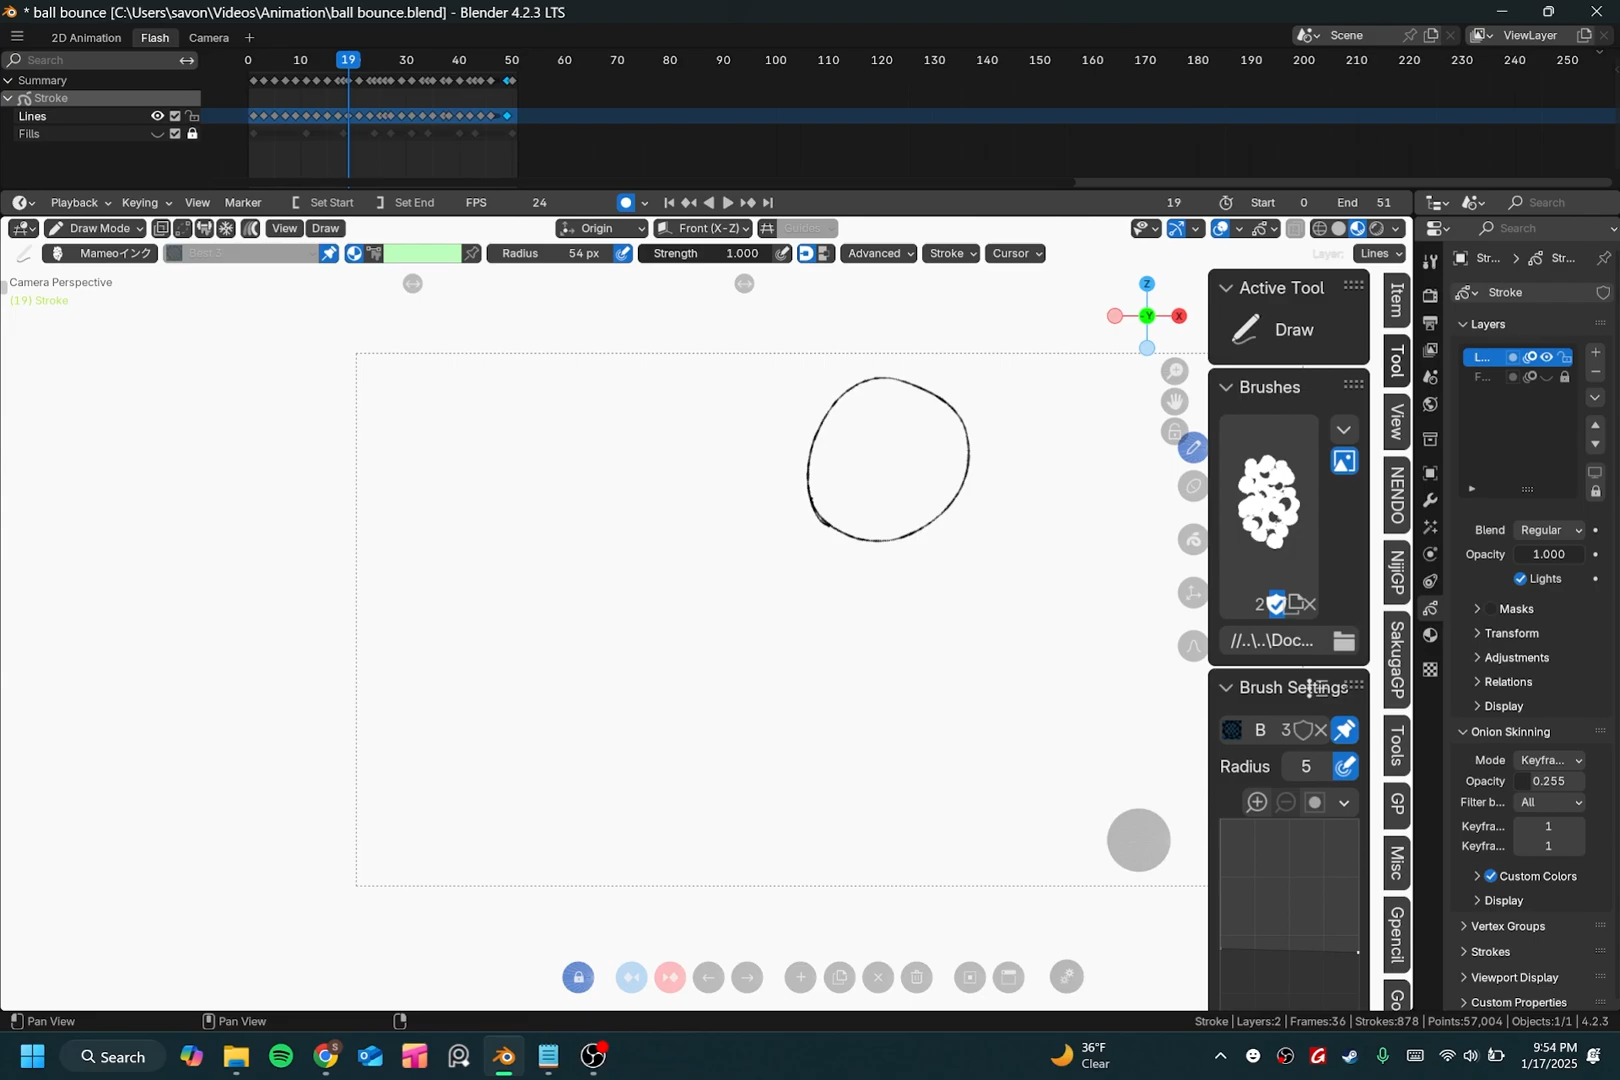 * ball bounce [C:\Users\savon\Videos\Animation\ball bounce.blend] - Blender 4.2.3 LTS
2D Animation Flash Camera + Scene ViewLayer
Search 0 10 19 30 40 50 60 70 80 90 100 110 120 130 140 150 160 170 180 190 200 210 220 230 240 250
Summary
Stroke
Lines
Fills
Playback Keying View Marker [ Set Start ] Set End FPS 24 19 Start 0 End 51 Search
Draw Mode View Draw Origin Front (X-Z) Guides Search
Mameoインク Best 3 Radius 54 px Strength 1.000 Advanced Stroke Cursor Layer: Lines Str... Str...
Camera Perspective
(19) Stroke
Z
-Y
X
Active Tool
Draw
Brushes
2
//..\..\Doc...
Brush Settings
B 3
Radius 5
Item
Tool
View
NENDO
NijiGP
SakugaGP
Tools
GP
Misc
Gpencil
Go
Stroke
Layers
L...
F...
Blend Regular
Opacity 1.000
Lights
Masks
Transform
Adjustments
Relations
Display
Onion Skinning
Mode Keyfra...
Opacity 0.255
Filter b... All
Keyfra... 1
Keyfra... 1
Custom Colors
Display
Vertex Groups
Strokes
Viewport Display
Custom Properties
Pan View Pan View Stroke | Layers:2 | Frames:36 | Strokes:878 | Points:57,004 | Objects:1/1 | 4.2.3
Search
36°F
Clear
9:54 PM
1/17/2025